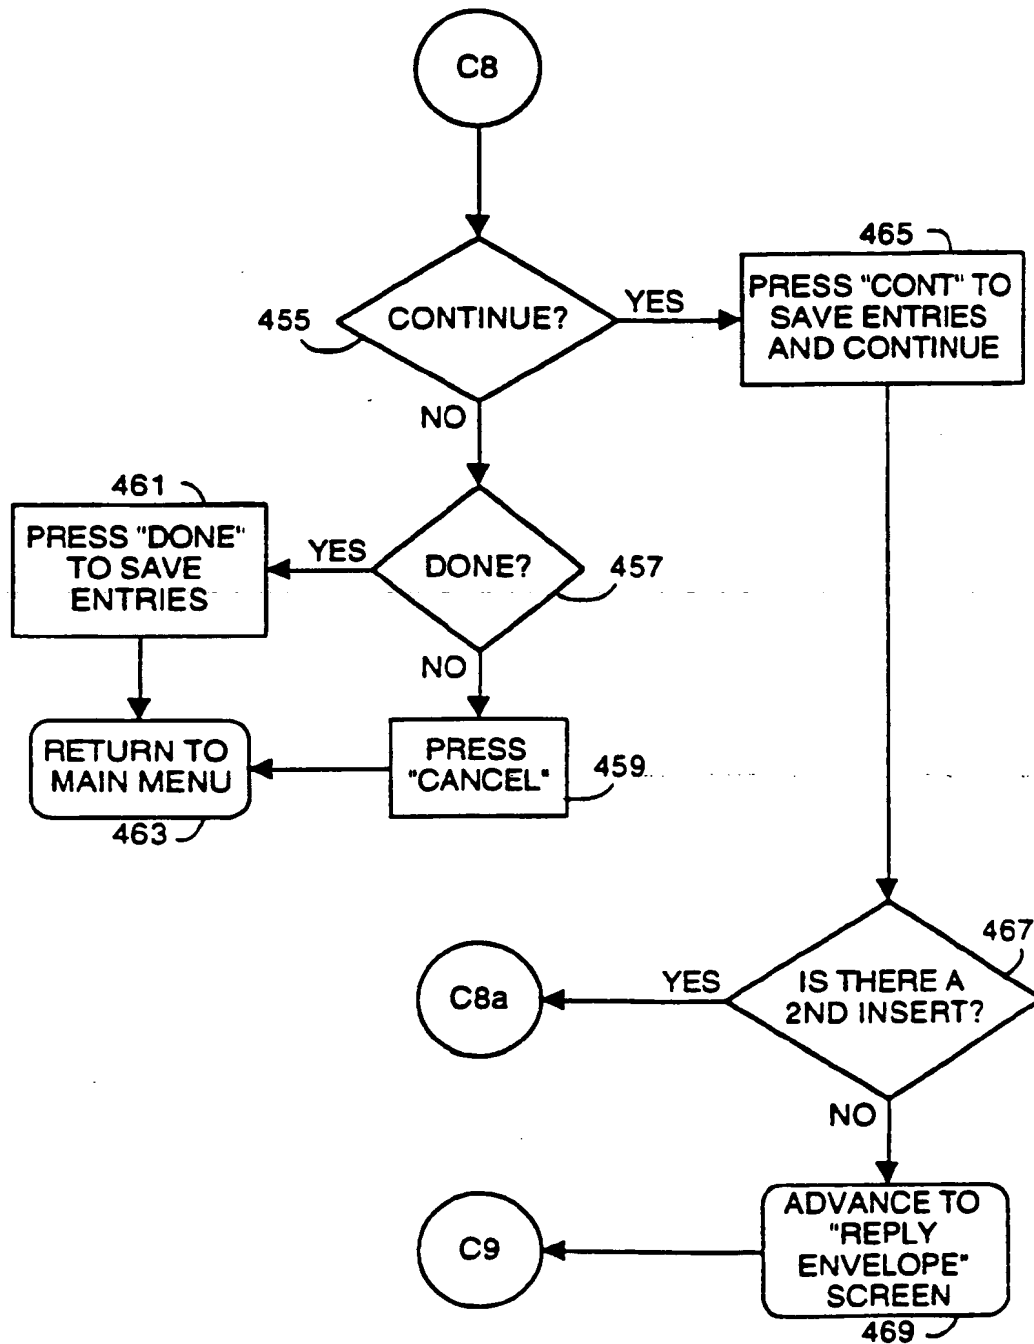 C8
465
455
CONTINUE?
YES
PRESS "CONT" TO
SAVE ENTRIES
AND CONTINUE
NO
461
PRESS "DONE"
TO SAVE
ENTRIES
YES
DONE?
457
NO
RETURN TO
MAIN MENU
463
PRESS
"CANCEL"
459
467
C8a
YES
IS THERE A
2ND INSERT?
NO
C9
ADVANCE TO
"REPLY
ENVELOPE"
SCREEN
469